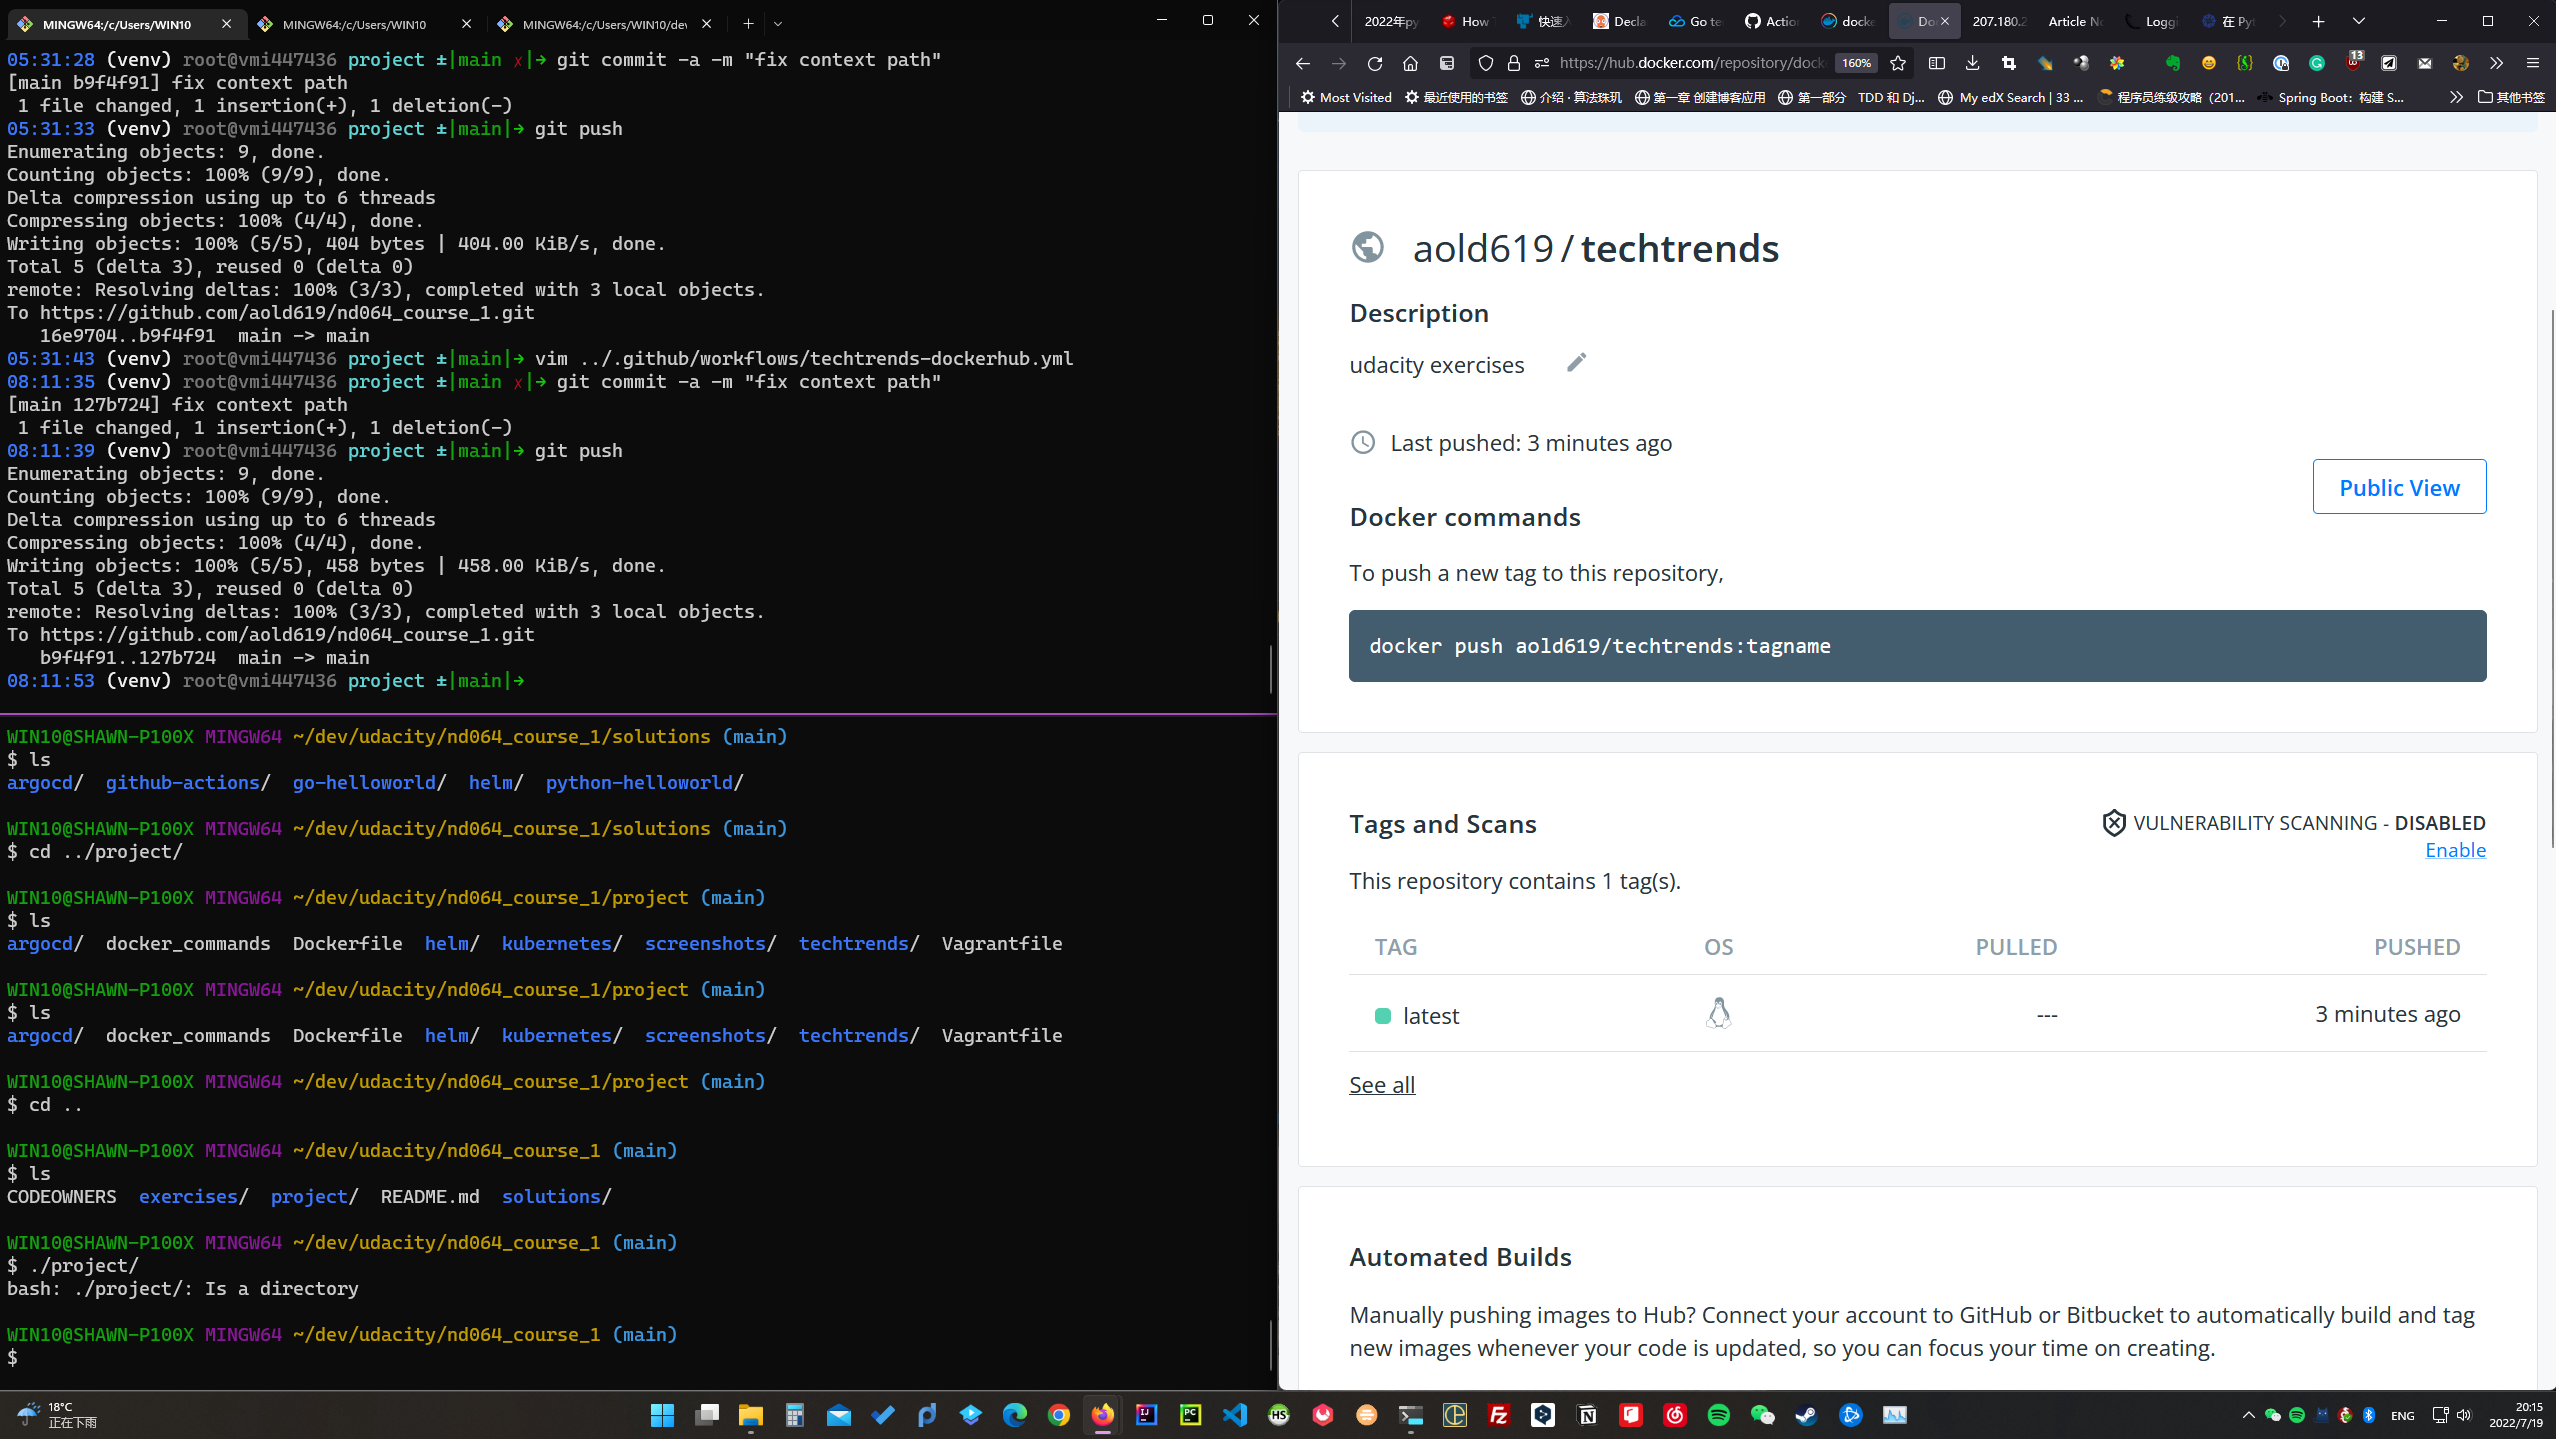 MINGW64:/c/Users/WIN10
MINGW64:/c/Users/WIN10
MINGW64:/c/Users/WIN10/dev
05:31:28 (venv) root@vmi447436 project ±|main ✗|→ git commit -a -m "fix context path"
[main b9f4f91] fix context path
1 file changed, 1 insertion(+), 1 deletion(-)
05:31:33 (venv) root@vmi447436 project ±|main|→ git push
Enumerating objects: 9, done.
Counting objects: 100% (9/9), done.
Delta compression using up to 6 threads
Compressing objects: 100% (4/4), done.
Writing objects: 100% (5/5), 404 bytes | 404.00 KiB/s, done.
Total 5 (delta 3), reused 0 (delta 0)
remote: Resolving deltas: 100% (3/3), completed with 3 local objects.
To https://github.com/aold619/nd064_course_1.git
16e9704..b9f4f91  main -> main
05:31:43 (venv) root@vmi447436 project ±|main|→ vim ../.github/workflows/techtrends-dockerhub.yml
08:11:35 (venv) root@vmi447436 project ±|main ✗|→ git commit -a -m "fix context path"
[main 127b724] fix context path
1 file changed, 1 insertion(+), 1 deletion(-)
08:11:39 (venv) root@vmi447436 project ±|main|→ git push
Enumerating objects: 9, done.
Counting objects: 100% (9/9), done.
Delta compression using up to 6 threads
Compressing objects: 100% (4/4), done.
Writing objects: 100% (5/5), 458 bytes | 458.00 KiB/s, done.
Total 5 (delta 3), reused 0 (delta 0)
remote: Resolving deltas: 100% (3/3), completed with 3 local objects.
To https://github.com/aold619/nd064_course_1.git
b9f4f91..127b724  main -> main
08:11:53 (venv) root@vmi447436 project ±|main|→
WIN10@SHAWN-P100X MINGW64 ~/dev/udacity/nd064_course_1/solutions (main)
$ ls
argocd/  github-actions/  go-helloworld/  helm/  python-helloworld/
WIN10@SHAWN-P100X MINGW64 ~/dev/udacity/nd064_course_1/solutions (main)
$ cd ../project/
WIN10@SHAWN-P100X MINGW64 ~/dev/udacity/nd064_course_1/project (main)
$ ls
argocd/  docker_commands  Dockerfile  helm/  kubernetes/  screenshots/  techtrends/  Vagrantfile
WIN10@SHAWN-P100X MINGW64 ~/dev/udacity/nd064_course_1/project (main)
$ ls
argocd/  docker_commands  Dockerfile  helm/  kubernetes/  screenshots/  techtrends/  Vagrantfile
WIN10@SHAWN-P100X MINGW64 ~/dev/udacity/nd064_course_1/project (main)
$ cd ..
WIN10@SHAWN-P100X MINGW64 ~/dev/udacity/nd064_course_1 (main)
$ ls
CODEOWNERS  exercises/  project/  README.md  solutions/
WIN10@SHAWN-P100X MINGW64 ~/dev/udacity/nd064_course_1 (main)
$ ./project/
bash: ./project/: Is a directory
WIN10@SHAWN-P100X MINGW64 ~/dev/udacity/nd064_course_1 (main)
$
2022年py How 快速入 Decla Go te Actio docke Doc 207.180.2 Article No Loggi 在 Pyt
https://hub.docker.com/repository/docke 160%
13
Most Visited 最近使用的书签 介绍 · 算法珠玑 第一章 创建博客应用 第一部分 TDD 和 Dj... My edX Search | 33 ... 程序员练级攻略（201... Spring Boot：构建 S... 其他书签
aold619 / techtrends
Description
udacity exercises
Last pushed: 3 minutes ago
Public View
Docker commands
To push a new tag to this repository,
docker push aold619/techtrends:tagname
Tags and Scans
VULNERABILITY SCANNING - DISABLED
Enable
This repository contains 1 tag(s).
TAG OS PULLED PUSHED
latest --- 3 minutes ago
See all
Automated Builds
Manually pushing images to Hub? Connect your account to GitHub or Bitbucket to automatically build and tag
new images whenever your code is updated, so you can focus your time on creating.
18°C
正在下雨
ENG
20:15
2022/7/19